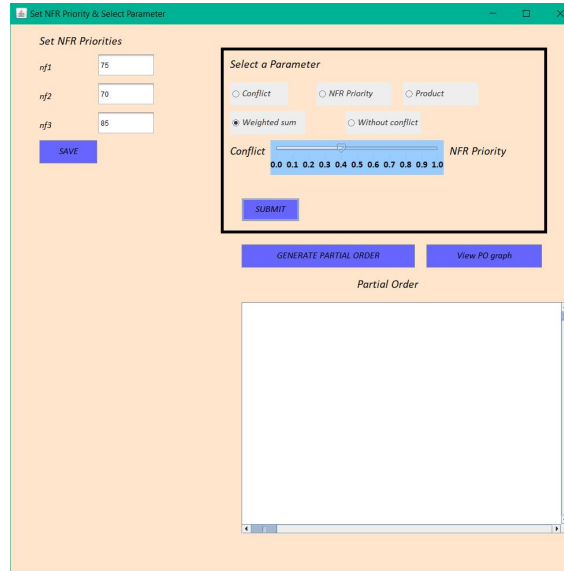 Set NFR Priority & Select Parameter
Set NFR Priorities
nf1 75
nf2 70
nf3 85
SAVE
Select a Parameter
Conflict NFR Priority Product
Weighted sum Without conflict
Conflict NFR Priority
0.0 0.1 0.2 0.3 0.4 0.5 0.6 0.7 0.8 0.9 1.0
SUBMIT
GENERATE PARTIAL ORDER View PO graph
Partial Order